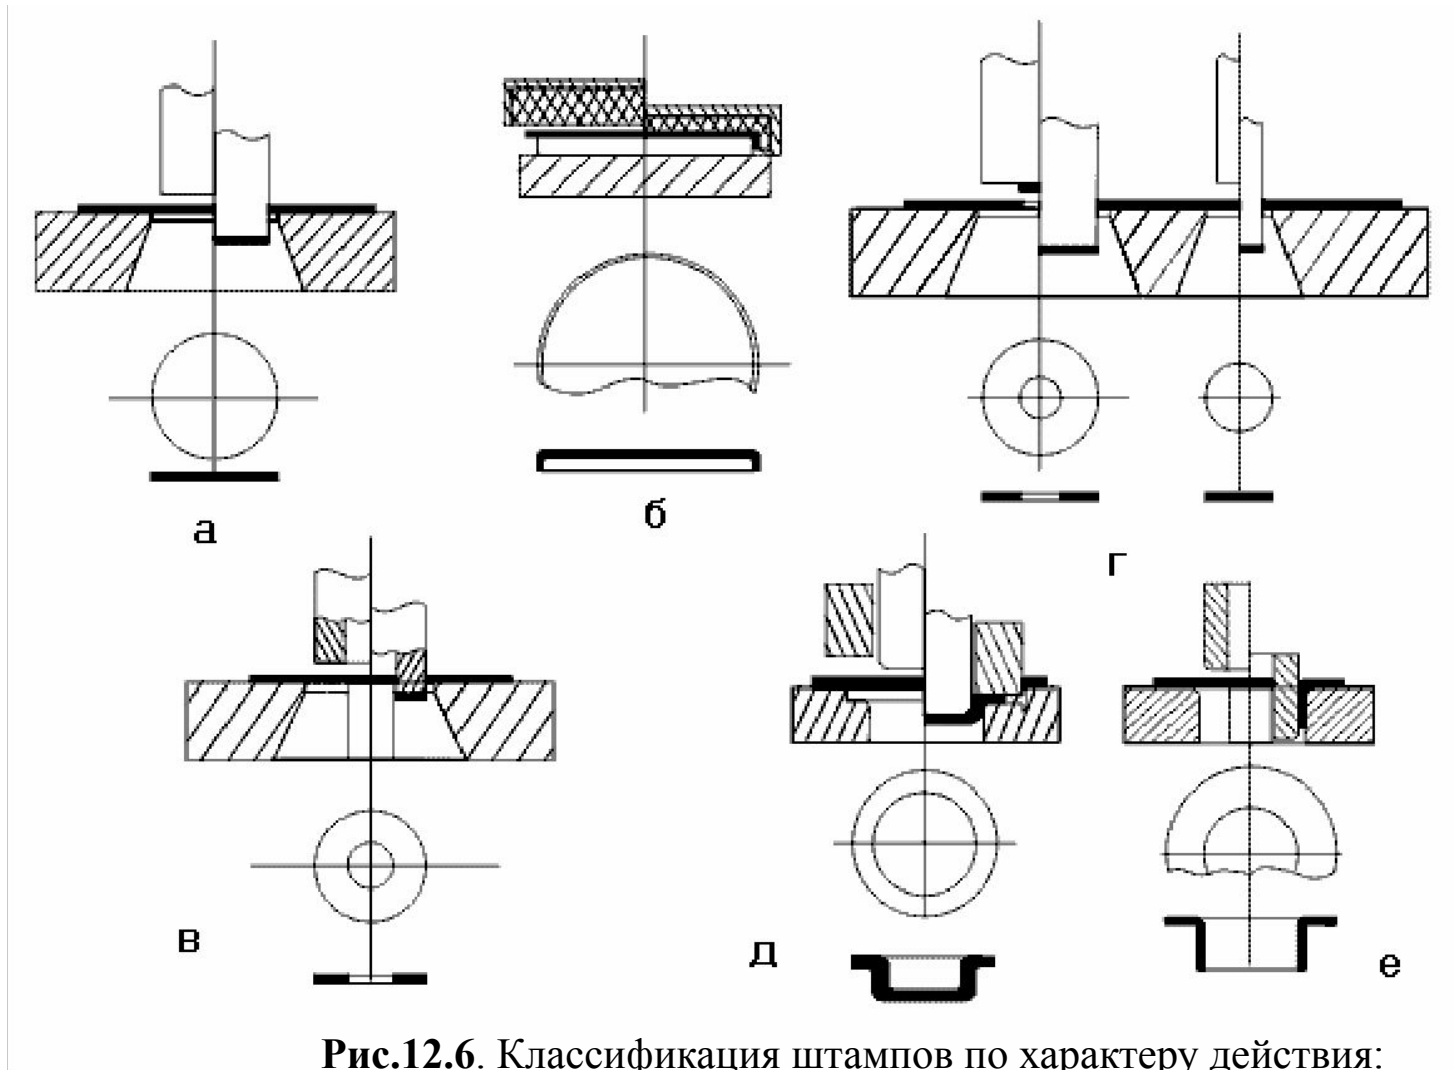 а
б
г
в
д
е
Рис.12.6. Классификация штампов по характеру действия: